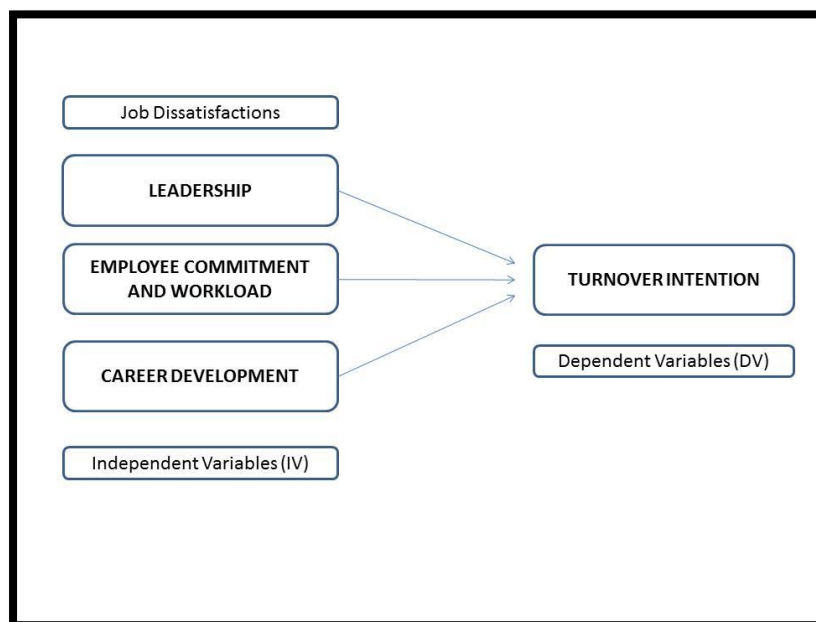 Job Dissatisfactions
LEADERSHIP
EMPLOYEE COMMITMENT
AND WORKLOAD
CAREER DEVELOPMENT
Independent Variables (IV)
TURNOVER INTENTION
Dependent Variables (DV)